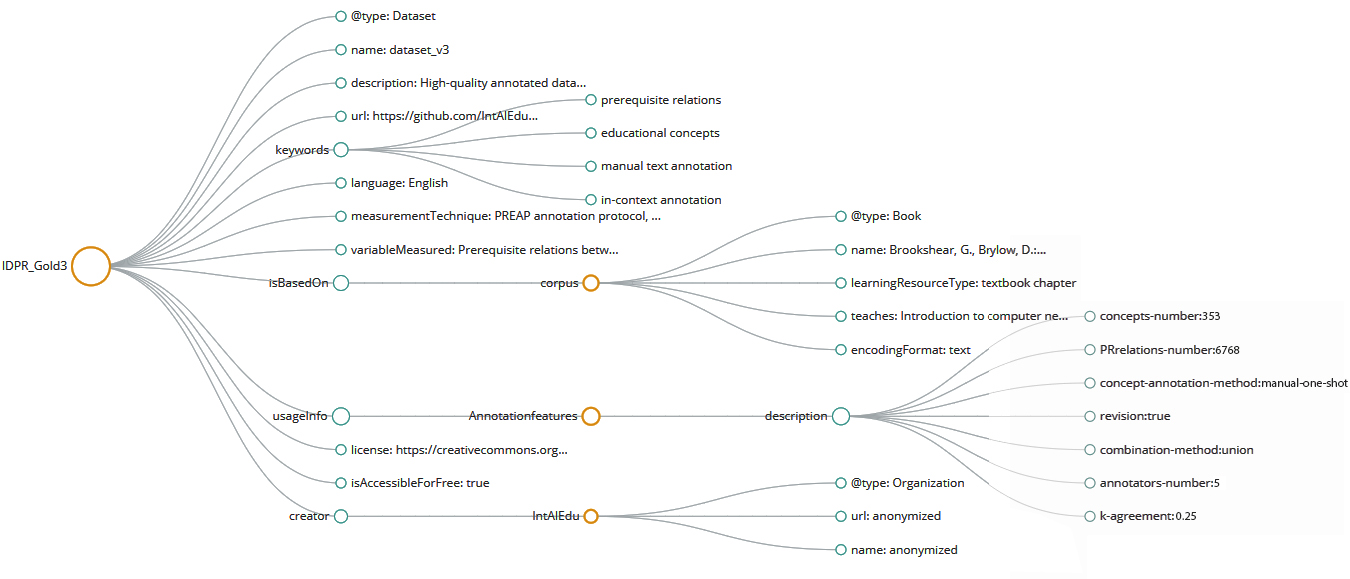 IDPR_Gold3
@type: Dataset
name: dataset_v3
description: High-quality annotated data...
url: https://github.com/IntAIEdu...
keywords
prerequisite relations
educational concepts
manual text annotation
in-context annotation
language: English
measurementTechnique: PREAP annotation protocol, ...
variableMeasured: Prerequisite relations betw...
isBasedOn
corpus
@type: Book
name: Brookshear, G., Brylow, D.:...
learningResourceType: textbook chapter
teaches: Introduction to computer ne...
encodingFormat: text
usageInfo
Annotationfeatures
description
concepts-number:353
PRrelations-number:6768
concept-annotation-method:manual-one-shot
revision:true
combination-method:union
annotators-number:5
k-agreement:0.25
license: https://creativecommons.org...
isAccessibleForFree: true
creator
IntAIEdu
@type: Organization
url: anonymized
name: anonymized